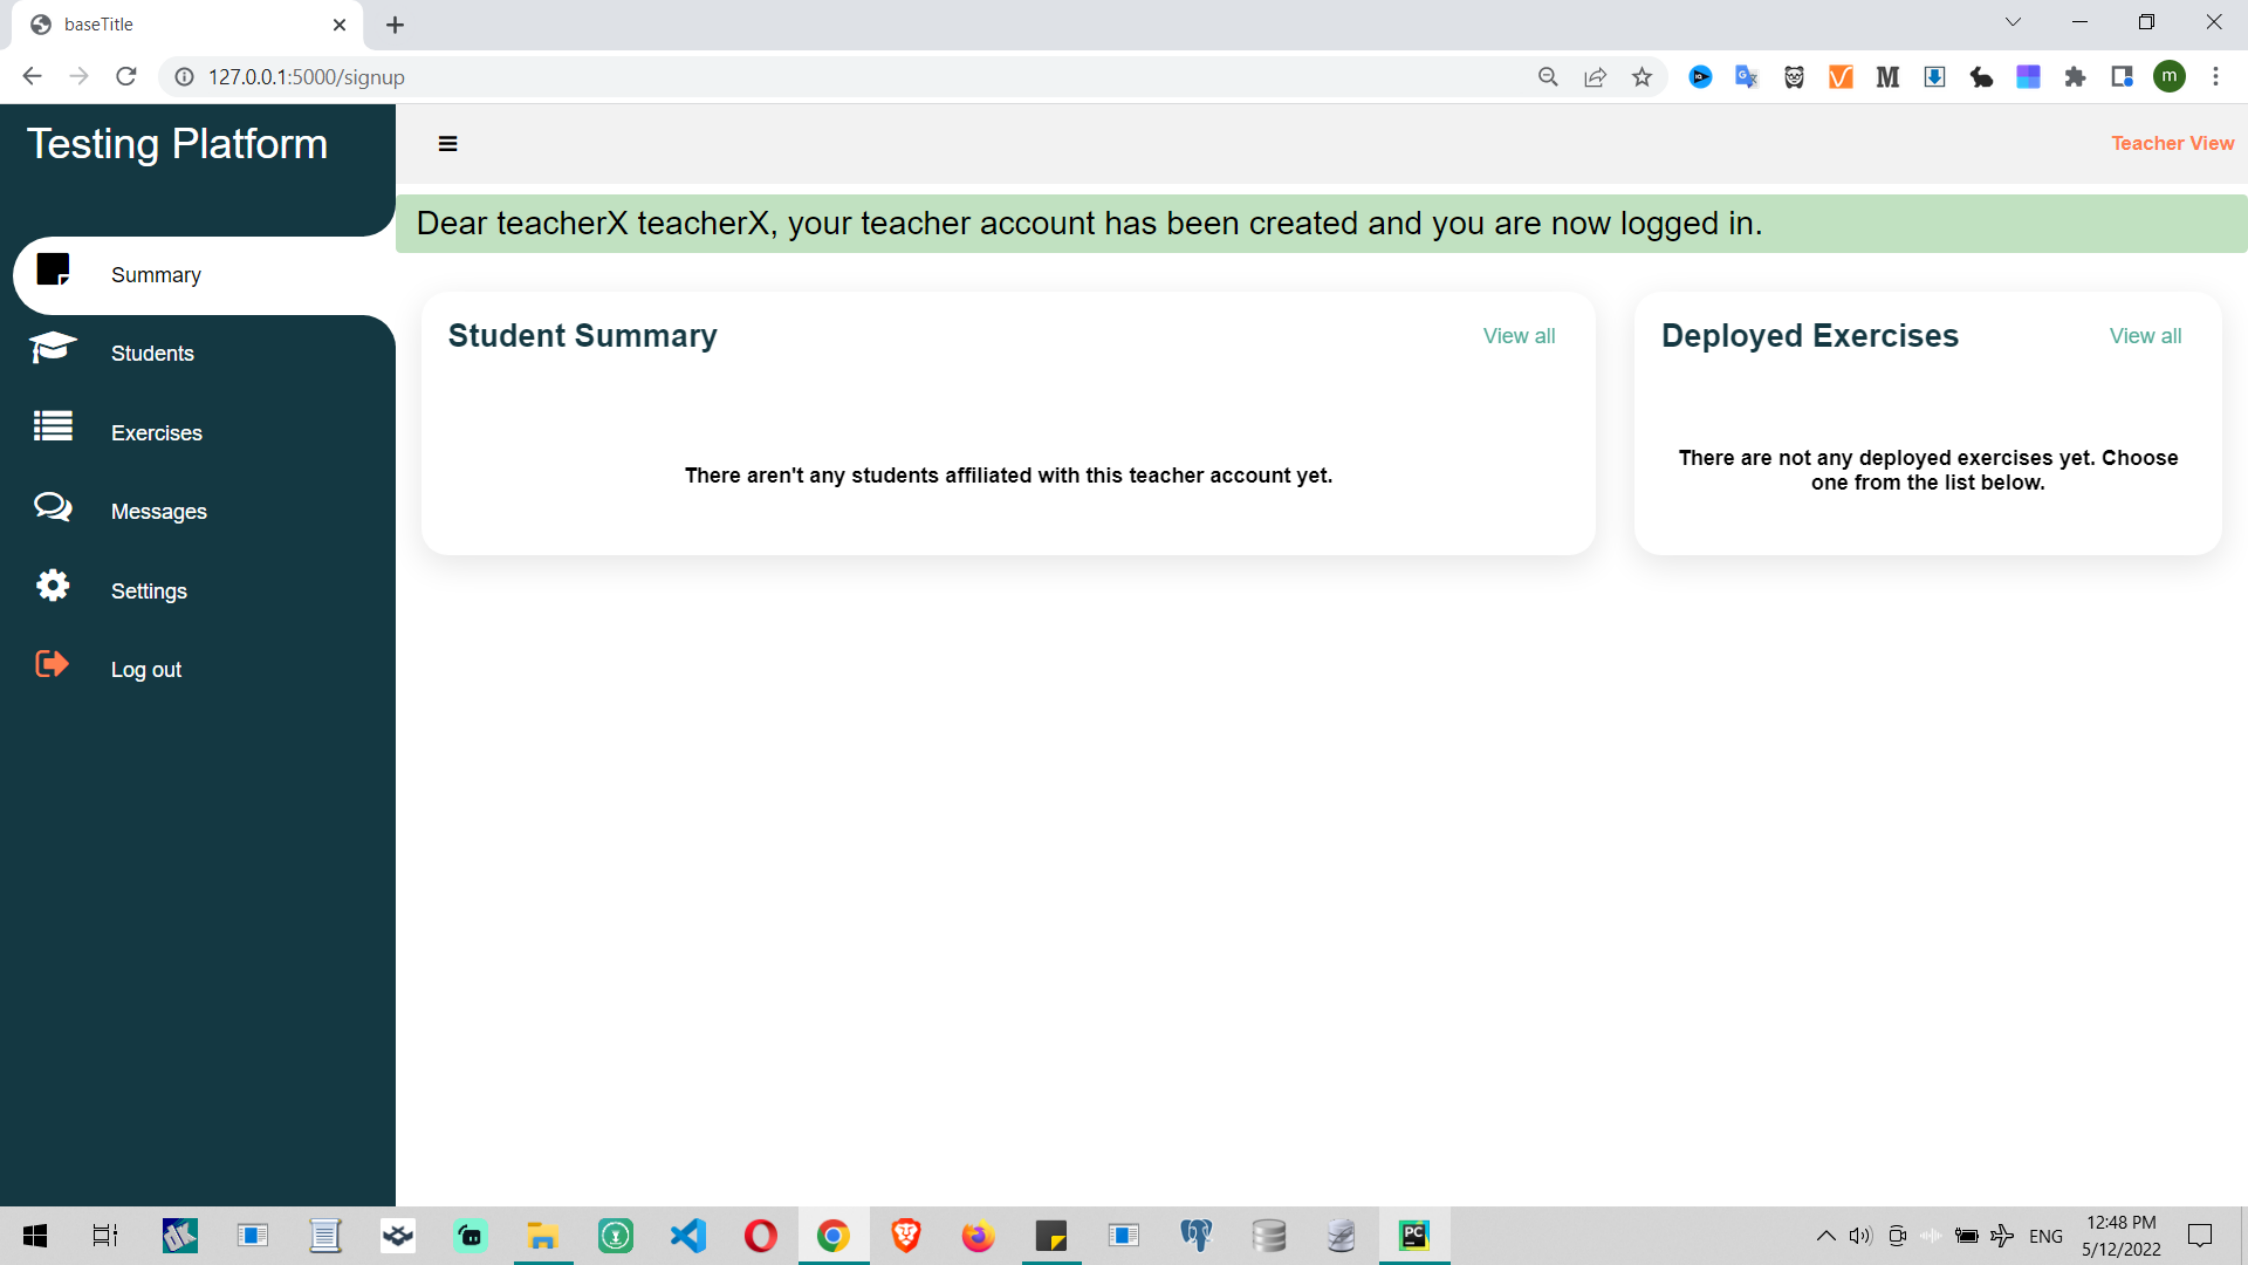 baseTitle
127.0.0.1:5000/signup
m
Testing Platform
Teacher View
Dear teacherX teacherX, your teacher account has been created and you are now logged in.
Summary
Students
Exercises
Messages
Settings
Log out
Student Summary
View all
There aren't any students affiliated with this teacher account yet.
Deployed Exercises
View all
There are not any deployed exercises yet. Choose
one from the list below.
PC
ENG
12:48 PM
5/12/2022